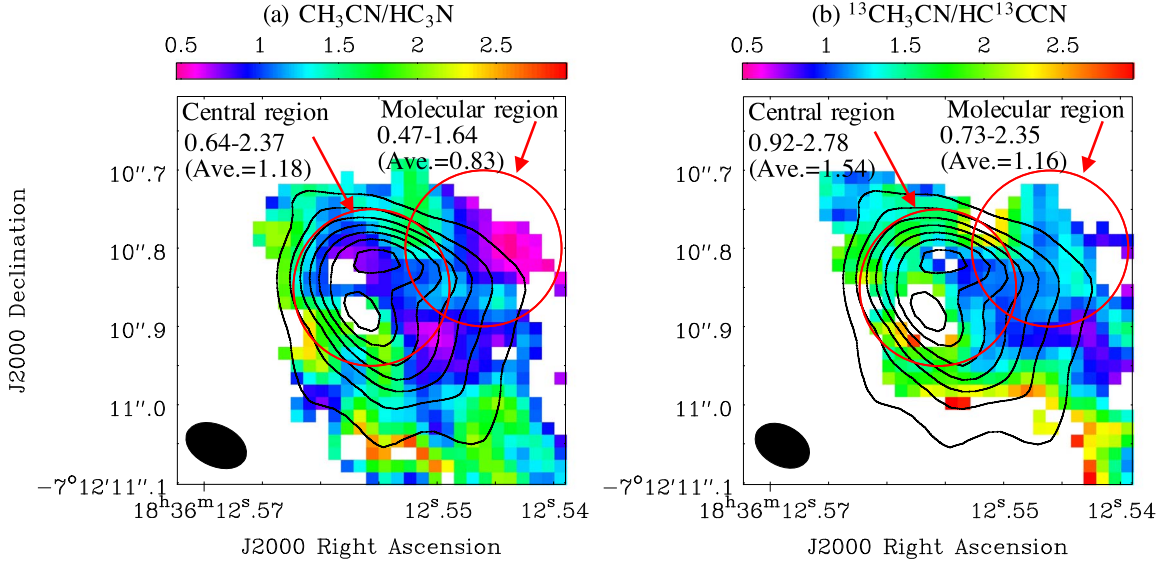 (a) CH₃CN/HC₃N
0.5 1 1.5 2 2.5
Central region
0.64-2.37
(Ave.=1.18)
Molecular region
0.47-1.64
(Ave.=0.83)
J2000 Declination
10".7
10".8
10".9
11".0
−7°12'11".1
18ʰ36ᵐ12ˢ.57 12ˢ.55 12ˢ.54
J2000 Right Ascension
(b) ¹³CH₃CN/HC¹³CCN
0.5 1 1.5 2 2.5
Central region
0.92-2.78
(Ave.=1.54)
Molecular region
0.73-2.35
(Ave.=1.16)
10".7
10".8
10".9
11".0
−7°12'11".1
18ʰ36ᵐ12ˢ.57 12ˢ.55 12ˢ.54
J2000 Right Ascension